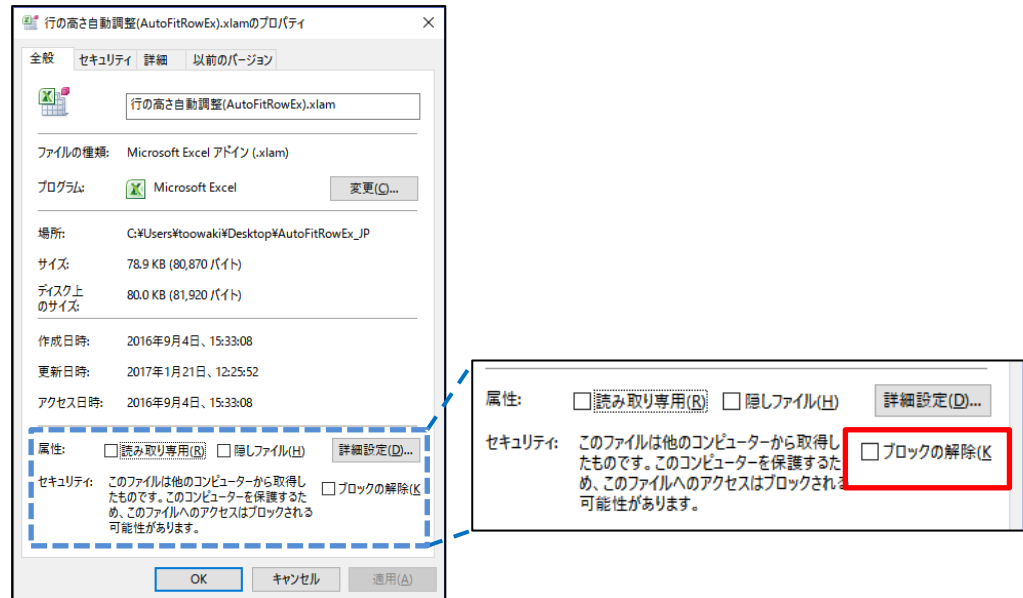 行の高さ自動調整(AutoFitRowEx).xlamのプロパティ
全般 セキュリティ 詳細 以前のバージョン
行の高さ自動調整(AutoFitRowEx).xlam
ファイルの種類: Microsoft Excel アドイン (.xlam)
プログラム: Microsoft Excel 変更(C)...
場所: C:¥Users¥toowaki¥Desktop¥AutoFitRowEx_JP
サイズ: 78.9 KB (80,870 バイト)
ディスク上
のサイズ: 80.0 KB (81,920 バイト)
作成日時: 2016年9月4日、15:33:08
更新日時: 2017年1月21日、12:25:52
アクセス日時: 2016年9月4日、15:33:08
属性: 読み取り専用(R) 隠しファイル(H) 詳細設定(D)...
セキュリティ: このファイルは他のコンピューターから取得し
たものです。このコンピューターを保護するた
め、このファイルへのアクセスはブロックされる
可能性があります。
ブロックの解除(K
OK キャンセル 適用(A)
属性: 読み取り専用(R) 隠しファイル(H) 詳細設定(D)...
セキュリティ: このファイルは他のコンピューターから取得し
たものです。このコンピューターを保護するた
め、このファイルへのアクセスはブロックされる
可能性があります。
ブロックの解除(K